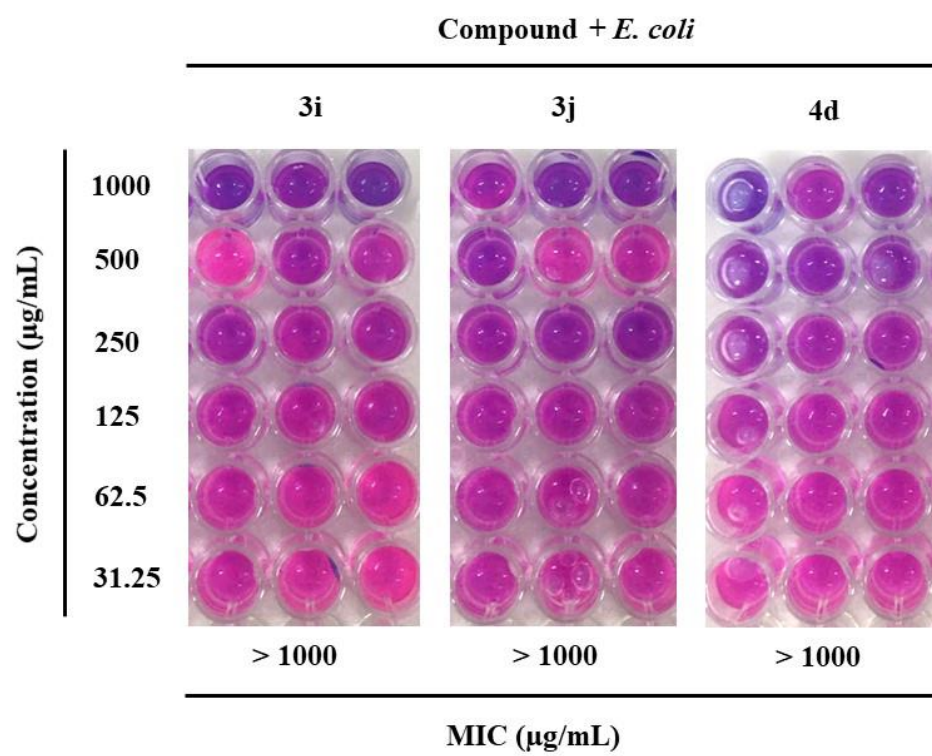 Compound + E. coli
3i 3j 4d
Concentration (µg/mL)
1000
500
250
125
62.5
31.25
> 1000 > 1000 > 1000
MIC (µg/mL)